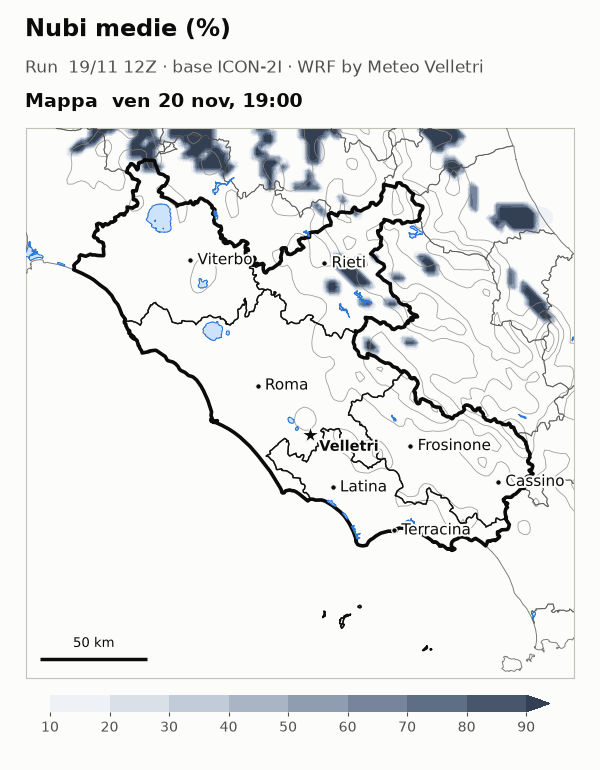 Nubi medie (%)
Run 19/11 12Z · base ICON-2I · WRF by Meteo Velletri
Mappa ven 20 nov, 19:00
Viterbo
Rieti
Roma
Velletri
Frosinone
Latina
Cassino
Terracina
50 km
10 20 30 40 50 60 70 80 90